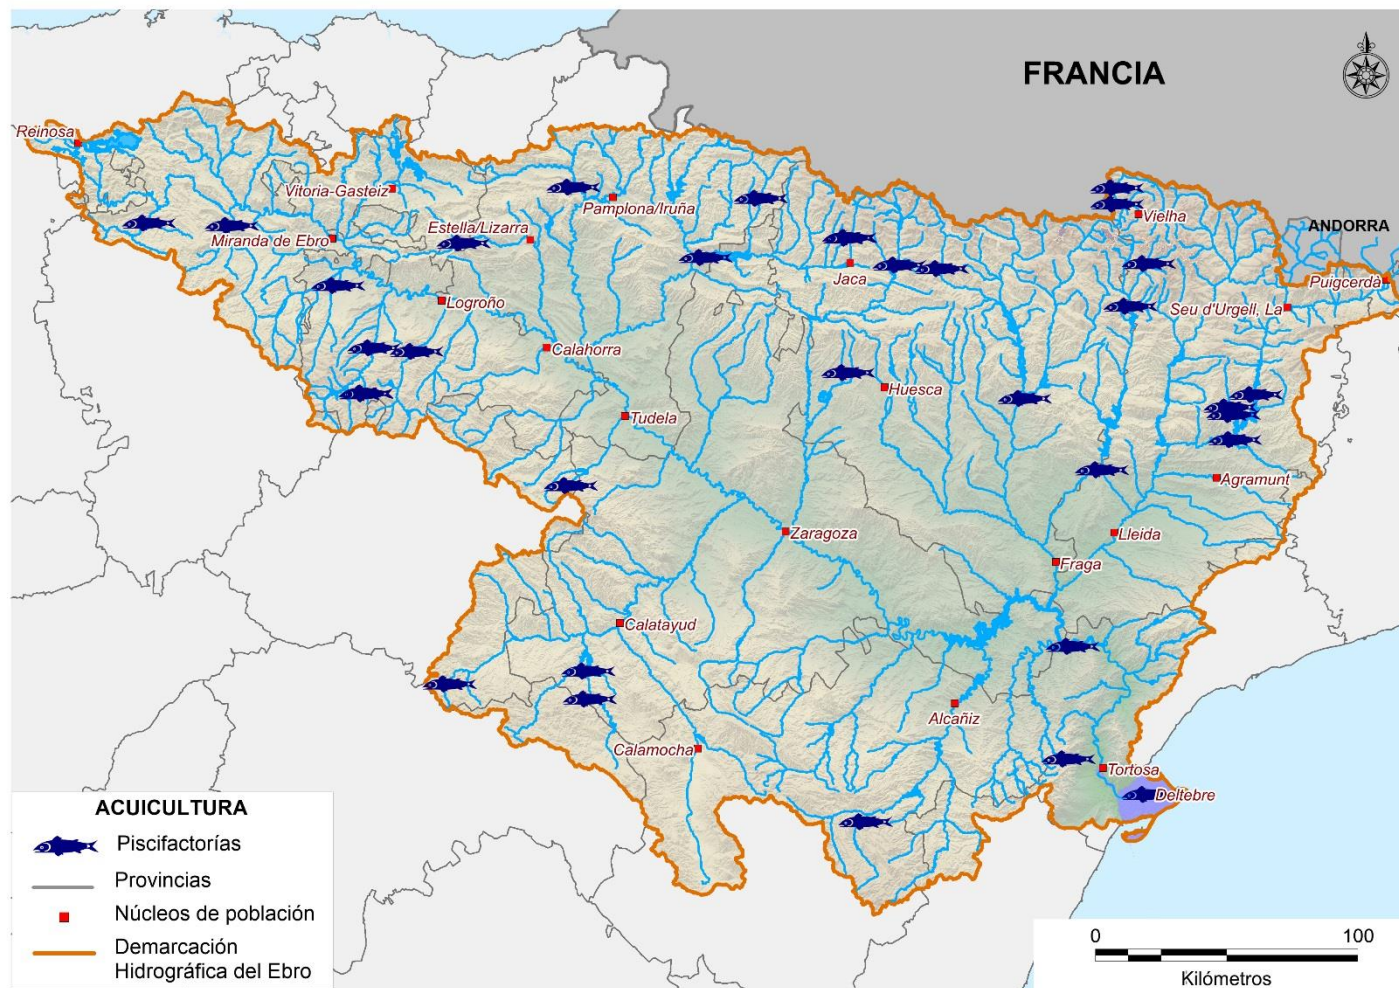 FRANCIA
Reinosa
Vitoria-Gasteiz
Pamplona/Iruña
Vielha
ANDORRA
Estella/Lizarra
Miranda de Ebro
Jaca
Puigcerdà
Logroño
Seu d'Urgell, La
Calahorra
Huesca
Tudela
Agramunt
Zaragoza
Lleida
Fraga
Calatayud
Alcañiz
Calamocha
Tortosa
Deltebre
ACUICULTURA
Piscifactorías
Provincias
Núcleos de población
Demarcación
Hidrográfica del Ebro
0 100
Kilómetros